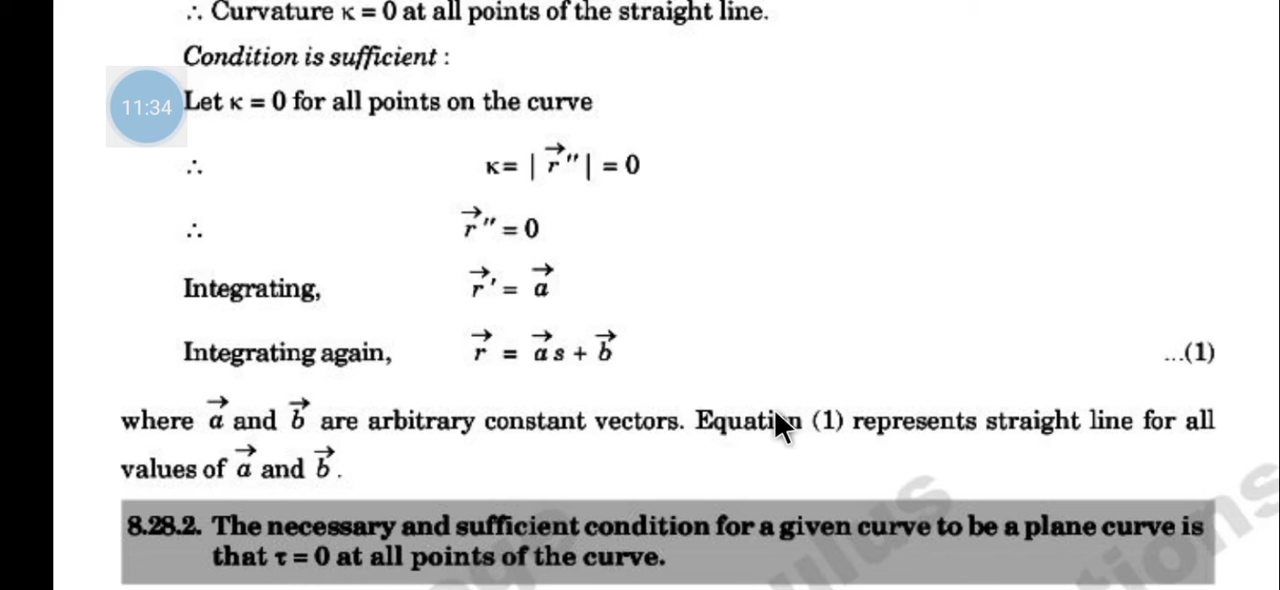 ∴ Curvature κ = 0 at all points of the straight line.
Condition is sufficient :
11:34
Let κ = 0 for all points on the curve
∴ κ= | r⃗″ | = 0
∴ r⃗″ = 0
Integrating, r⃗′ = a⃗
Integrating again, r⃗ = a⃗ s + b⃗ ...(1)
where a⃗ and b⃗ are arbitrary constant vectors. Equation (1) represents straight line for all
values of a⃗ and b⃗.
8.28.2. The necessary and sufficient condition for a given curve to be a plane curve is
that τ = 0 at all points of the curve.